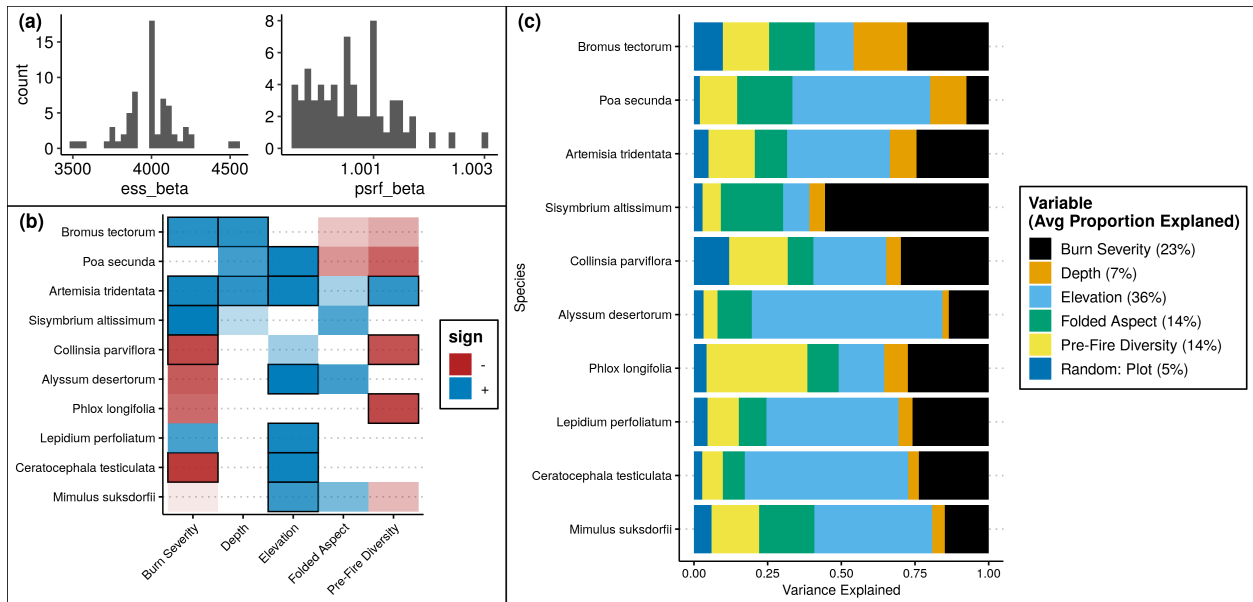 (a)
15
10
5
0
count
3500
4000
4500
ess_beta
8
6
4
2
0
1.001
1.003
psrf_beta
(b)
Bromus tectorum
Poa secunda
Artemisia tridentata
Sisymbrium altissimum
Collinsia parviflora
Alyssum desertorum
Phlox longifolia
Lepidium perfoliatum
Ceratocephala testiculata
Mimulus suksdorfii
Burn Severity
Depth
Elevation
Folded Aspect
Pre-Fire Diversity
sign
-
+
(c)
Species
Bromus tectorum
Poa secunda
Artemisia tridentata
Sisymbrium altissimum
Collinsia parviflora
Alyssum desertorum
Phlox longifolia
Lepidium perfoliatum
Ceratocephala testiculata
Mimulus suksdorfii
0.00
0.25
0.50
0.75
1.00
Variance Explained
Variable
(Avg Proportion Explaned)
Burn Severity (23%)
Depth (7%)
Elevation (36%)
Folded Aspect (14%)
Pre-Fire Diversity (14%)
Random: Plot (5%)